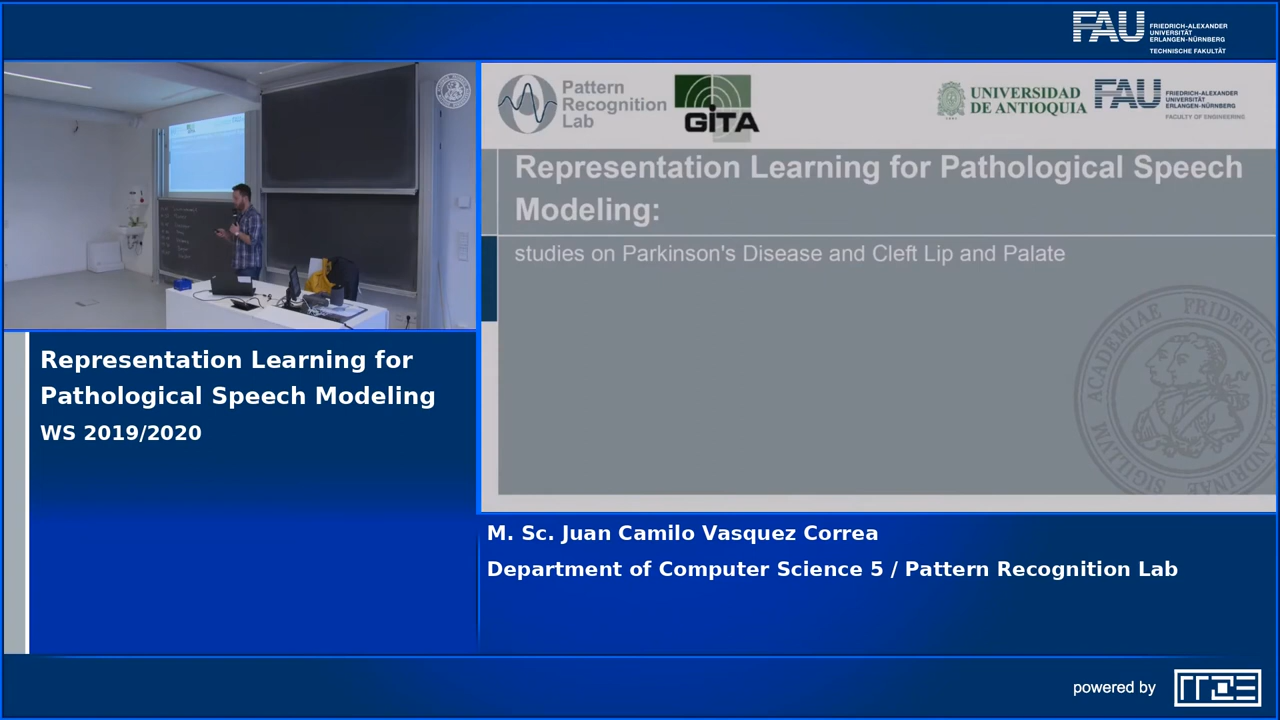 FAU FRIEDRICH-ALEXANDER
UNIVERSITÄT
ERLANGEN-NÜRNBERG
TECHNISCHE FAKULTÄT
Pattern
Recognition
Lab
GITA
UNIVERSIDAD
DE ANTIOQUIA
FAU FRIEDRICH-ALEXANDER
UNIVERSITÄT
ERLANGEN-NÜRNBERG
FACULTY OF ENGINEERING
Representation Learning for Pathological Speech
Modeling:
studies on Parkinson's Disease and Cleft Lip and Palate
ACADEMIAE FRIDERICO
SIGILLVM
Representation Learning for
Pathological Speech Modeling
WS 2019/2020
M. Sc. Juan Camilo Vasquez Correa
Department of Computer Science 5 / Pattern Recognition Lab
powered by